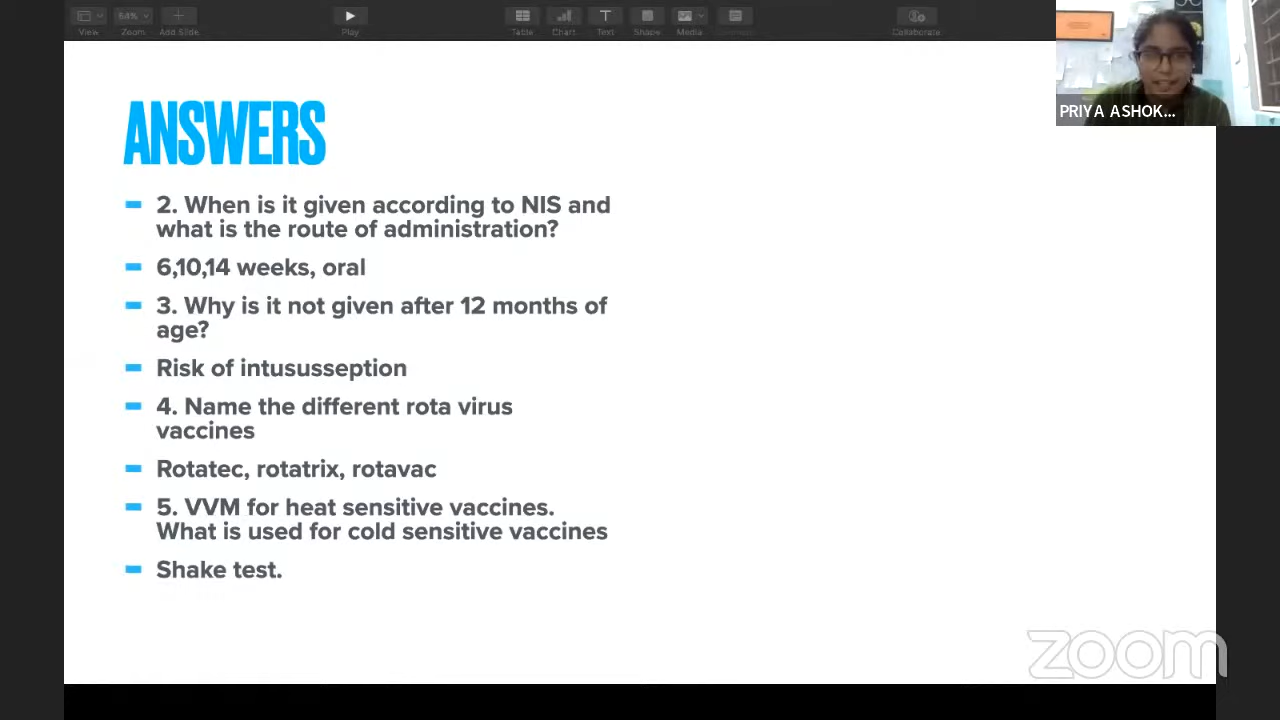 View
54%
Zoom
Add Slide
Play
Table
Chart
Text
Shape
Media
Collaborate
PRIYA ASHOK...
ANSWERS
2. When is it given according to NIS and
what is the route of administration?
6,10,14 weeks, oral
3. Why is it not given after 12 months of
age?
Risk of intususseption
4. Name the different rota virus
vaccines
Rotatec, rotatrix, rotavac
5. VVM for heat sensitive vaccines.
What is used for cold sensitive vaccines
Shake test.
zoom